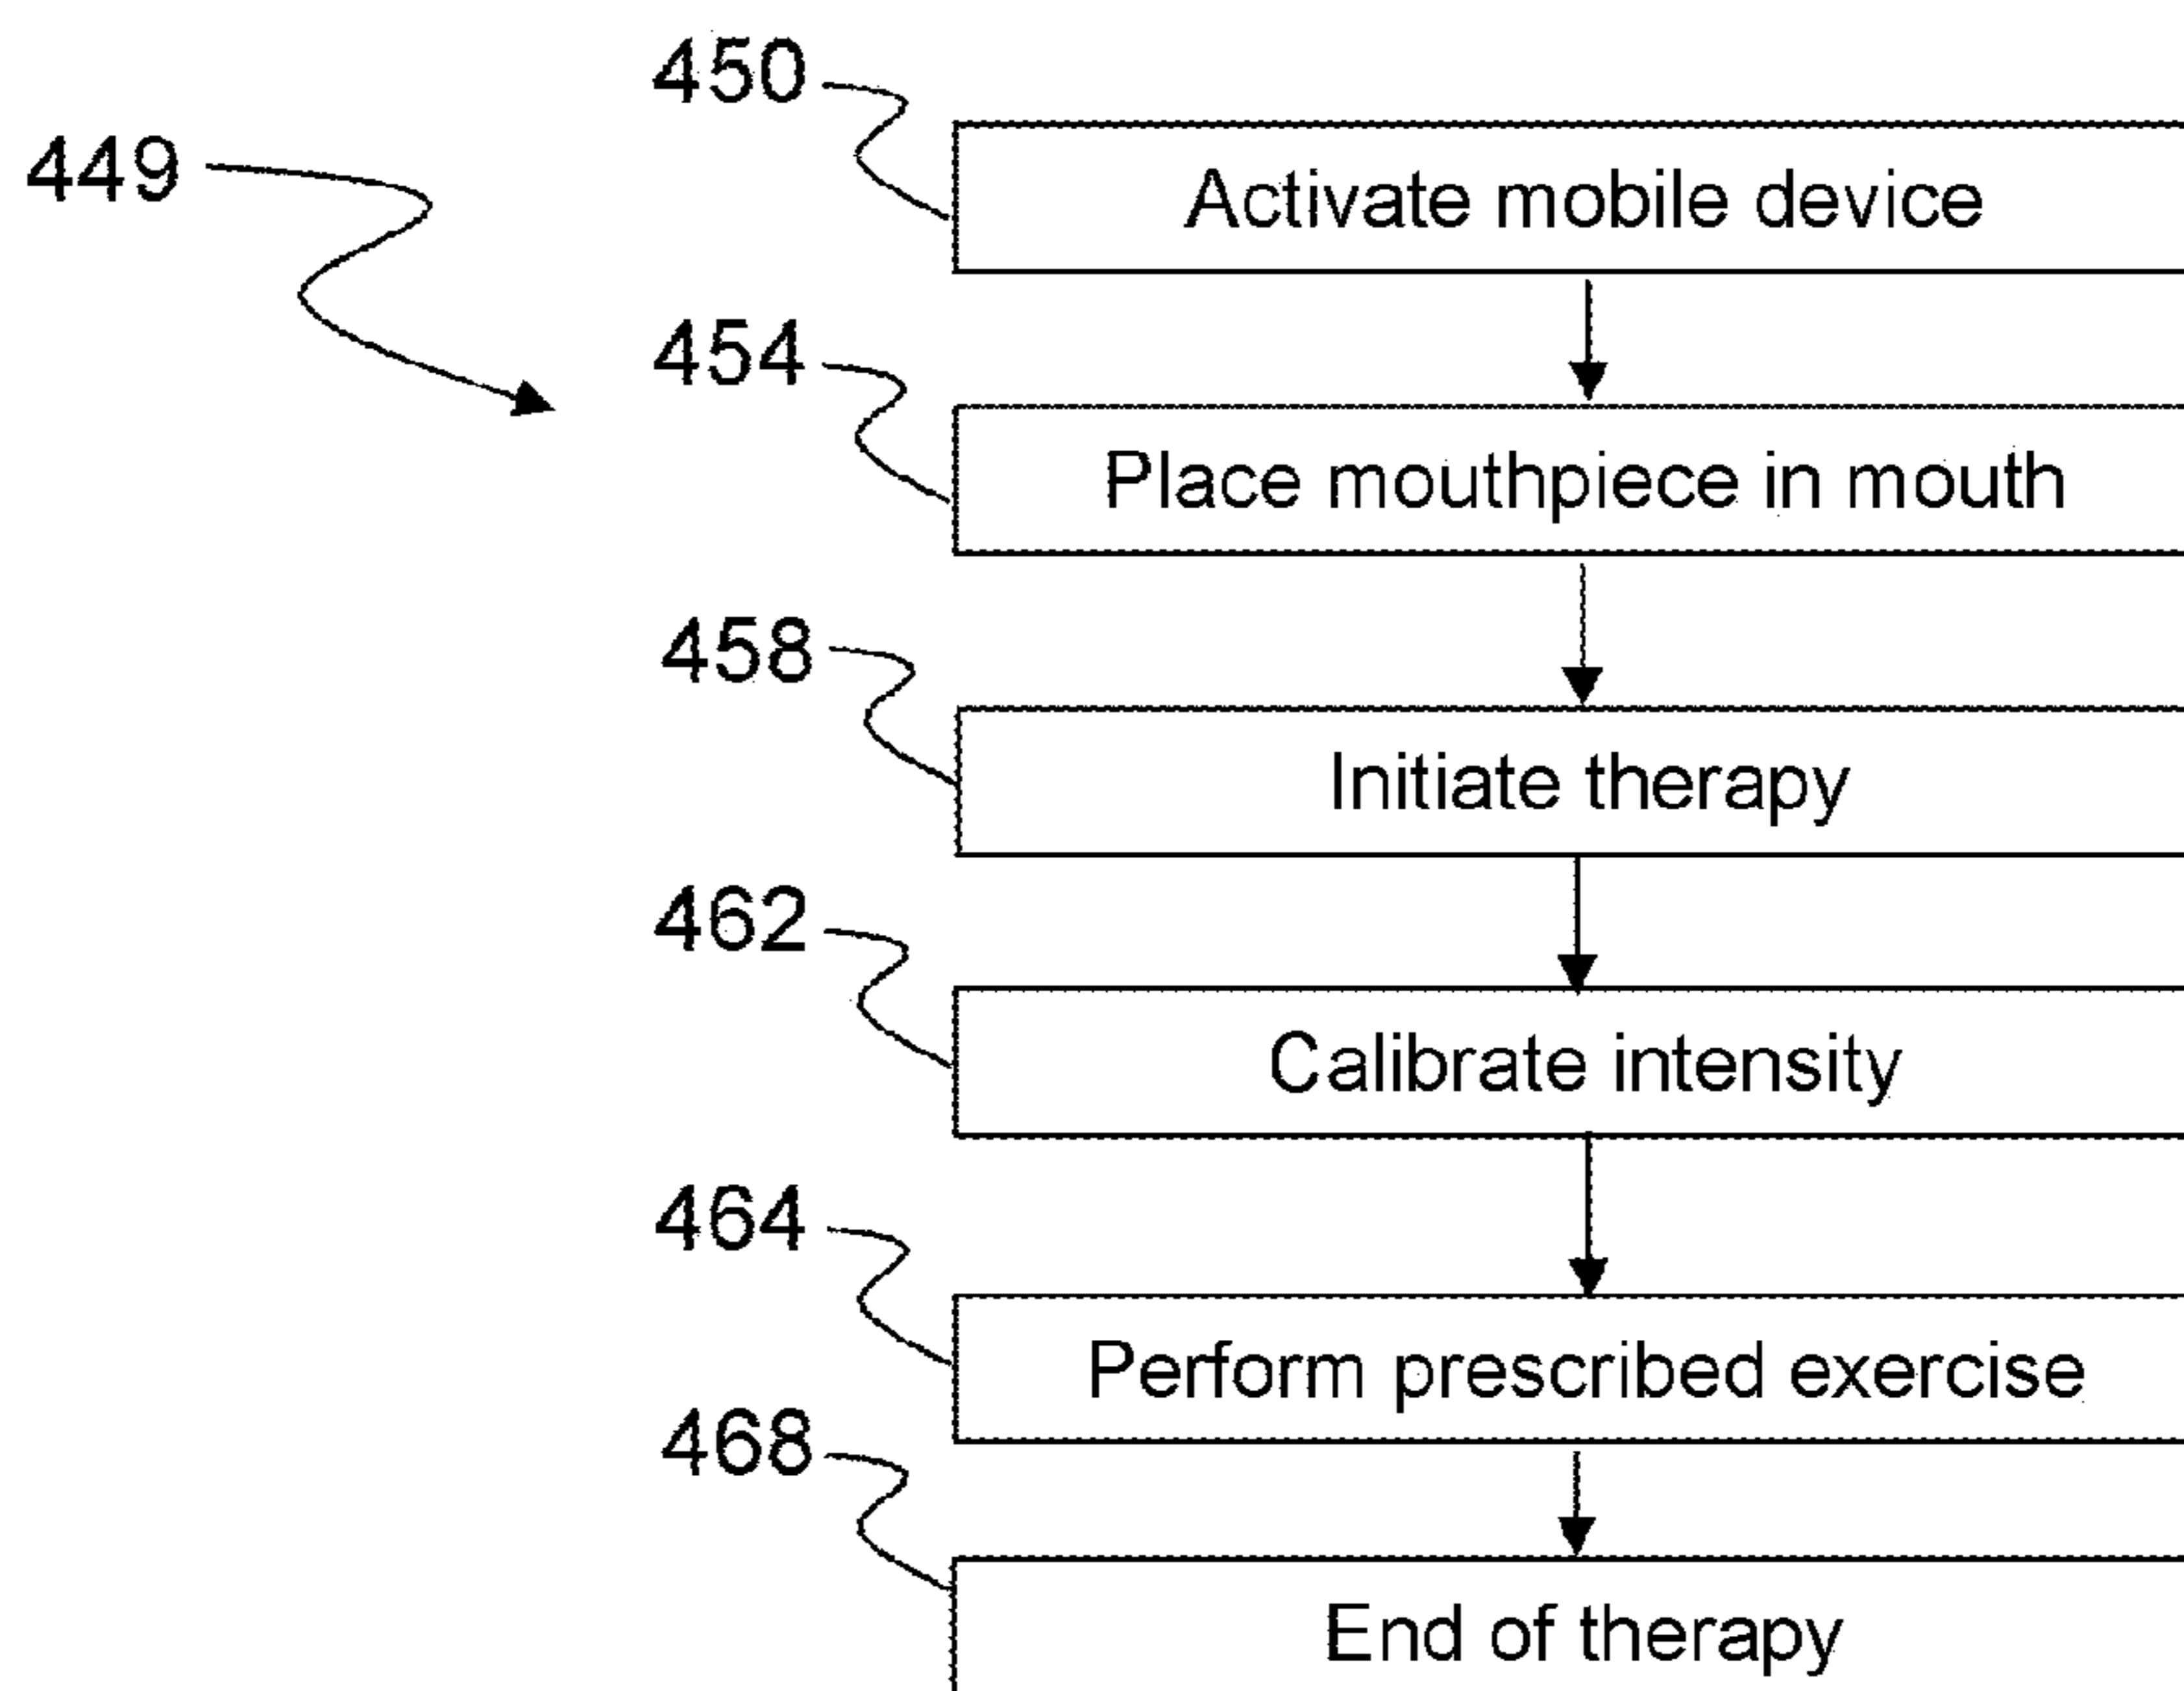 450
Activate mobile device
449
454
Place mouthpiece in mouth
458
Initiate therapy
462
Calibrate intensity
464
Perform prescribed exercise
468
End of therapy